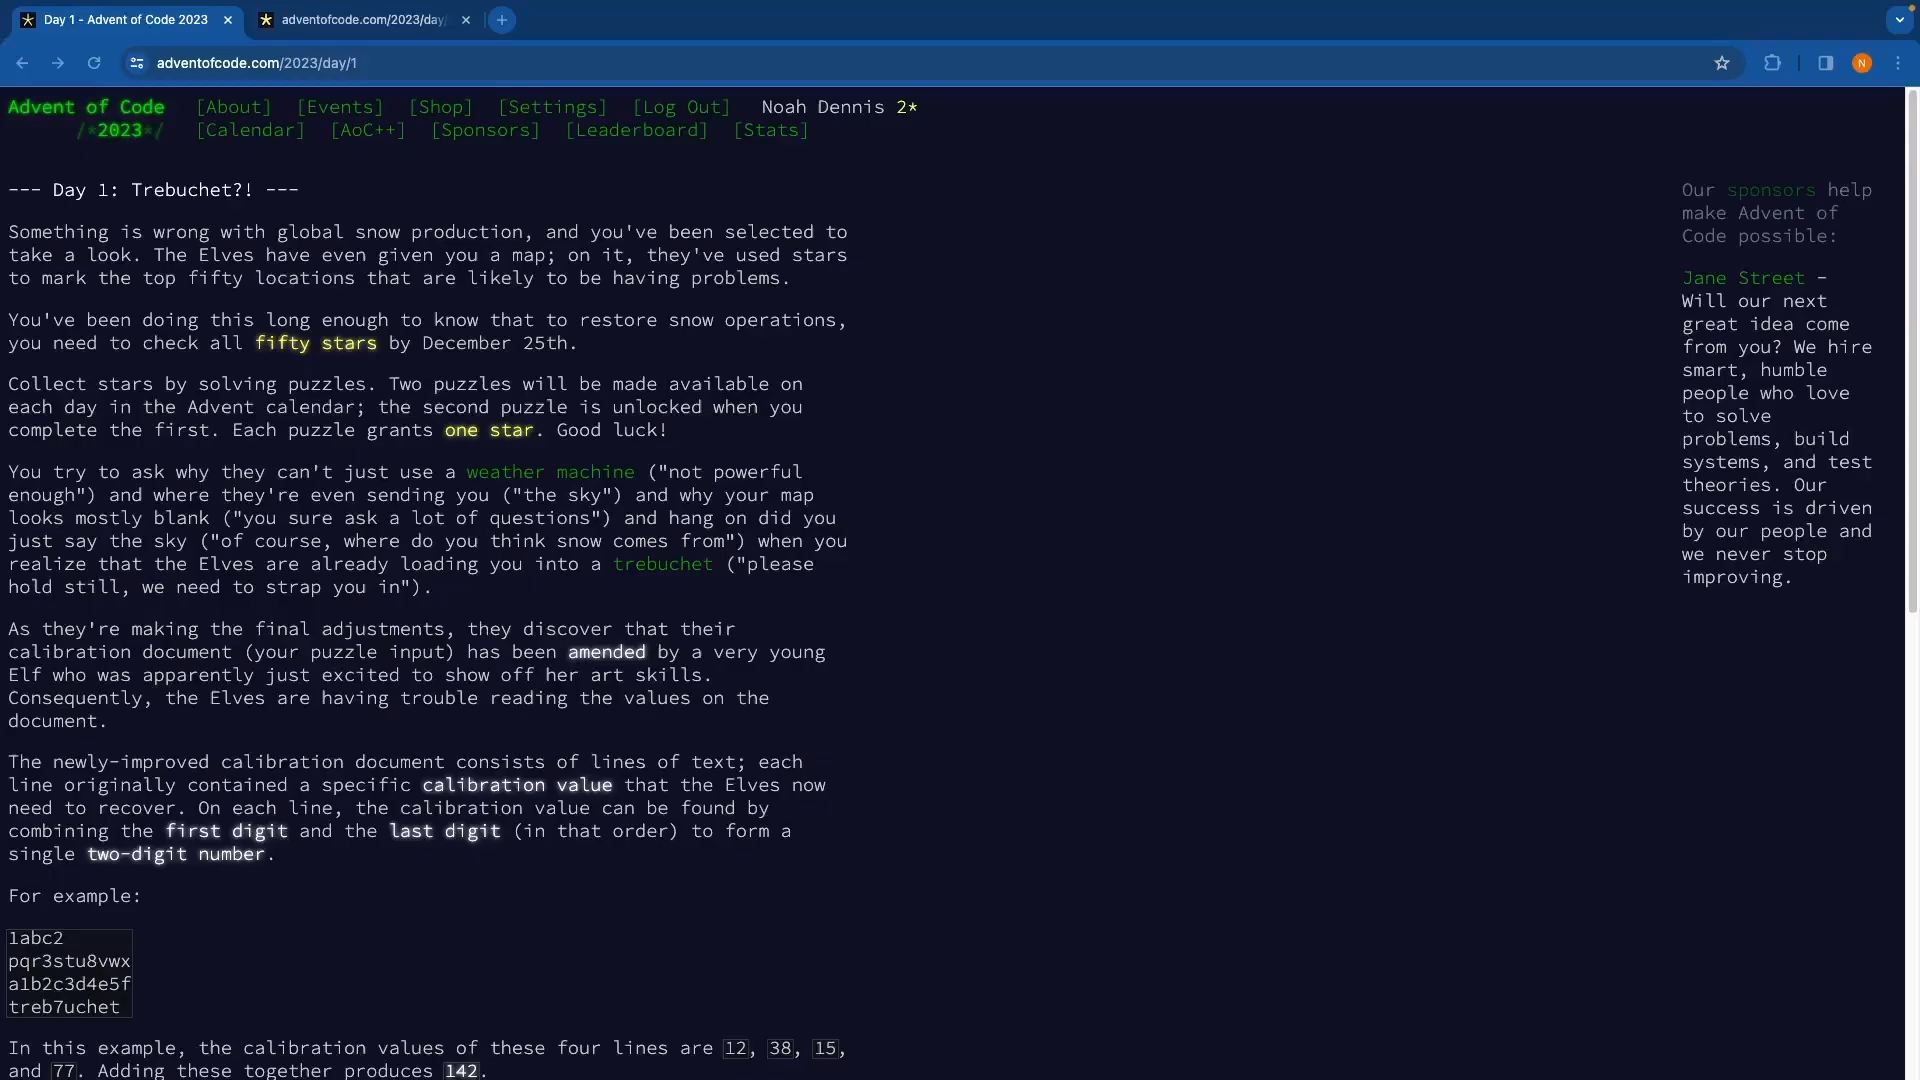 Day 1 - Advent of Code 2023
adventofcode.com/2023/day/
adventofcode.com/2023/day/1
N
Advent of Code [About] [Events] [Shop] [Settings] [Log Out] Noah Dennis 2*
/*2023*/ [Calendar] [AoC++] [Sponsors] [Leaderboard] [Stats]
--- Day 1: Trebuchet?! ---
Something is wrong with global snow production, and you've been selected to
take a look. The Elves have even given you a map; on it, they've used stars
to mark the top fifty locations that are likely to be having problems.
You've been doing this long enough to know that to restore snow operations,
you need to check all fifty stars by December 25th.
Collect stars by solving puzzles. Two puzzles will be made available on
each day in the Advent calendar; the second puzzle is unlocked when you
complete the first. Each puzzle grants one star. Good luck!
You try to ask why they can't just use a weather machine ("not powerful
enough") and where they're even sending you ("the sky") and why your map
looks mostly blank ("you sure ask a lot of questions") and hang on did you
just say the sky ("of course, where do you think snow comes from") when you
realize that the Elves are already loading you into a trebuchet ("please
hold still, we need to strap you in").
As they're making the final adjustments, they discover that their
calibration document (your puzzle input) has been amended by a very young
Elf who was apparently just excited to show off her art skills.
Consequently, the Elves are having trouble reading the values on the
document.
The newly-improved calibration document consists of lines of text; each
line originally contained a specific calibration value that the Elves now
need to recover. On each line, the calibration value can be found by
combining the first digit and the last digit (in that order) to form a
single two-digit number.
For example:
1abc2
pqr3stu8vwx
a1b2c3d4e5f
treb7uchet
In this example, the calibration values of these four lines are 12, 38, 15,
and 77. Adding these together produces 142.
Our sponsors help
make Advent of
Code possible:
Jane Street -
Will our next
great idea come
from you? We hire
smart, humble
people who love
to solve
problems, build
systems, and test
theories. Our
success is driven
by our people and
we never stop
improving.